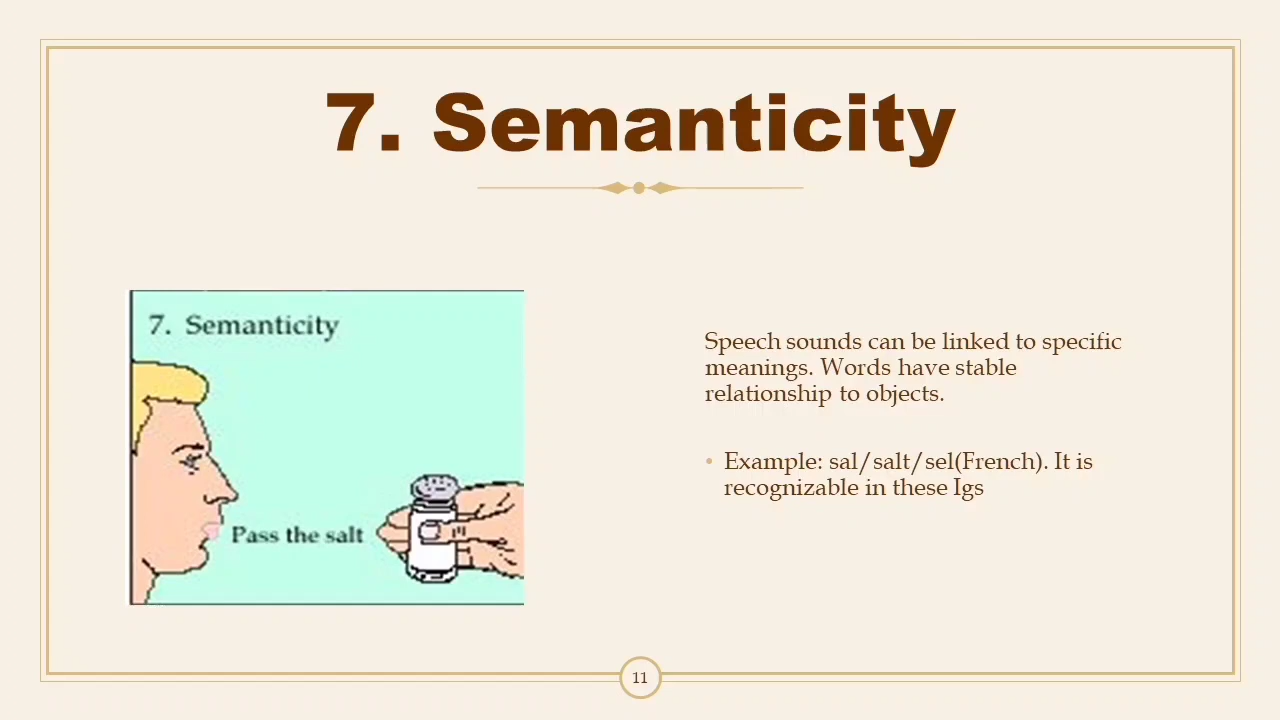 7. Semanticity
7. Semanticity
Pass the salt
Speech sounds can be linked to specific
meanings. Words have stable
relationship to objects.
• Example: sal/salt/sel(French). It is
recognizable in these Igs
11